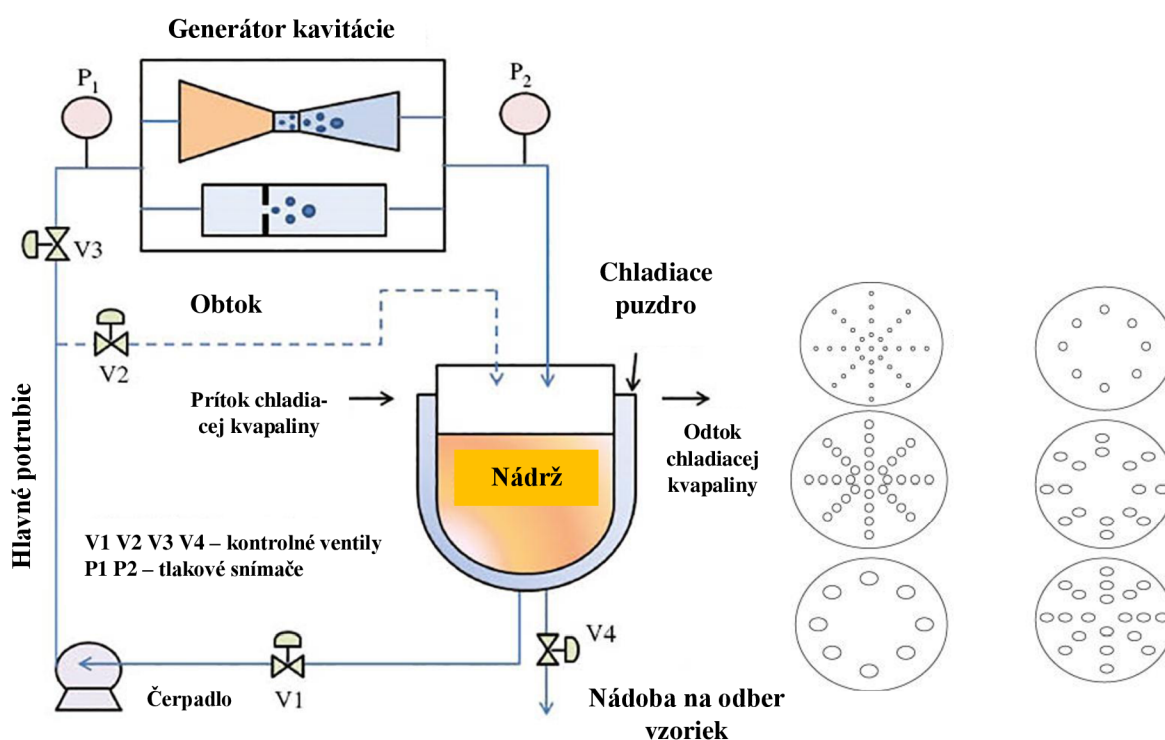 Generátor kavitácie
P1
P2
V3
Obtok
V2
Chladiace
puzdro
Prítok chladia-
cej kvapaliny
Odtok
chladiacej
kvapaliny
Nádrž
Hlavné potrubie
V1 V2 V3 V4 – kontrolné ventily
P1 P2 – tlakové snímače
V4
Čerpadlo
V1
Nádoba na odber
vzoriek